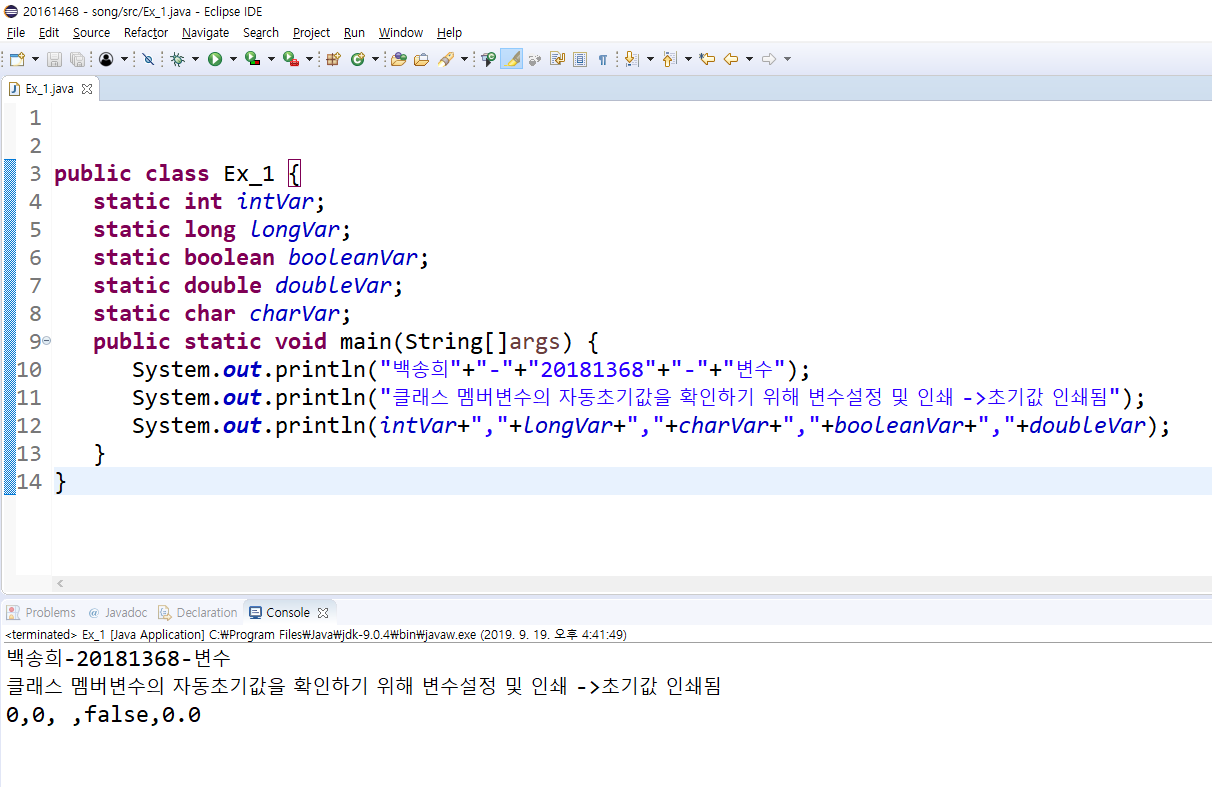 20161468 - song/src/Ex_1.java - Eclipse IDE
File Edit Source Refactor Navigate Search Project Run Window Help
Ex_1.java
1
2
3 public class Ex_1 {
4 static int intVar;
5 static long longVar;
6 static boolean booleanVar;
7 static double doubleVar;
8 static char charVar;
9 public static void main(String[]args) {
10 System.out.println("백송희"+"-"+"20181368"+"-"+"변수");
11 System.out.println("클래스 멤버변수의 자동초기값을 확인하기 위해 변수설정 및 인쇄 ->초기값 인쇄됨");
12 System.out.println(intVar+","+longVar+","+charVar+","+booleanVar+","+doubleVar);
13 }
14 }
Problems @ Javadoc Declaration Console
<terminated> Ex_1 [Java Application] C:₩Program Files₩Java₩jdk-9.0.4₩bin₩javaw.exe (2019. 9. 19. 오후 4:41:49)
백송희-20181368-변수
클래스 멤버변수의 자동초기값을 확인하기 위해 변수설정 및 인쇄 ->초기값 인쇄됨
0,0, ,false,0.0